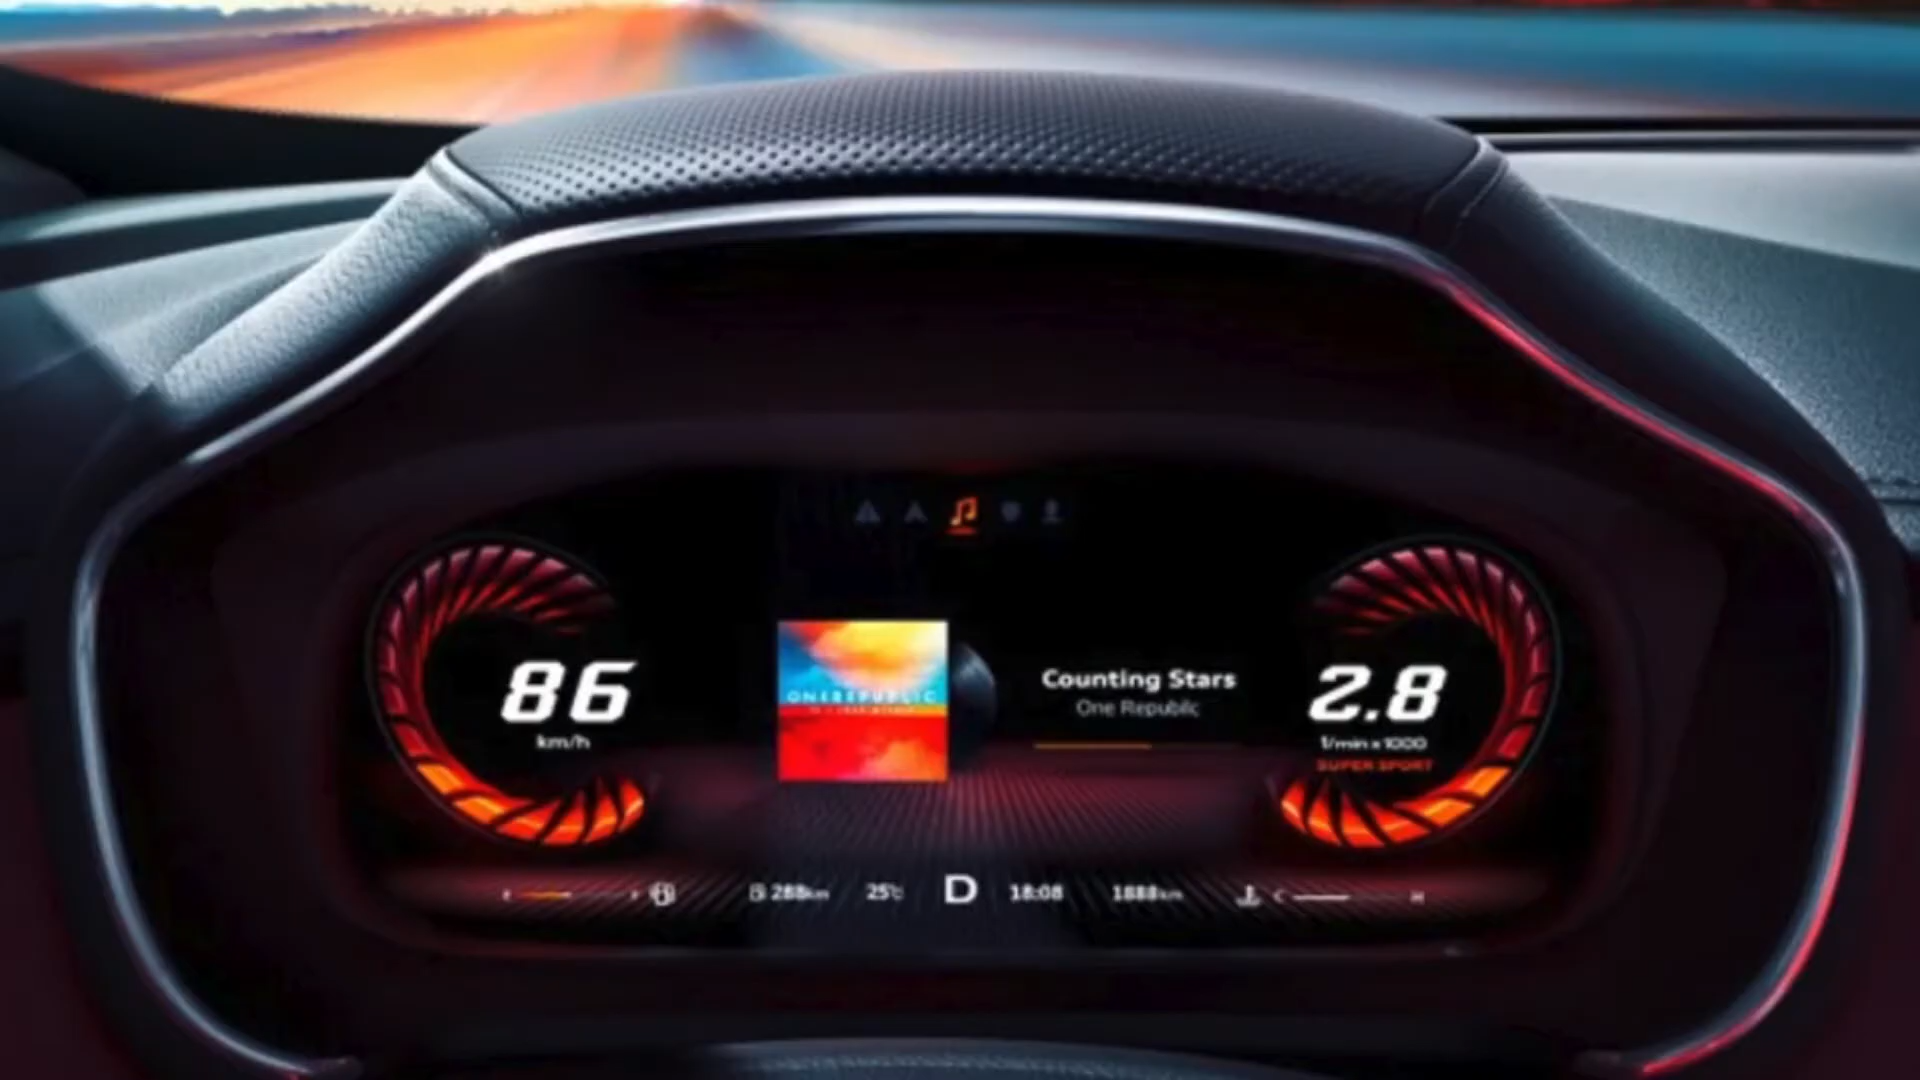 86
km/h
ONEREPUBLIC
Counting Stars
One Republic
2.8
1/min x 1000
SUPER SPORT
288km
25℃
D
18:08
1888km